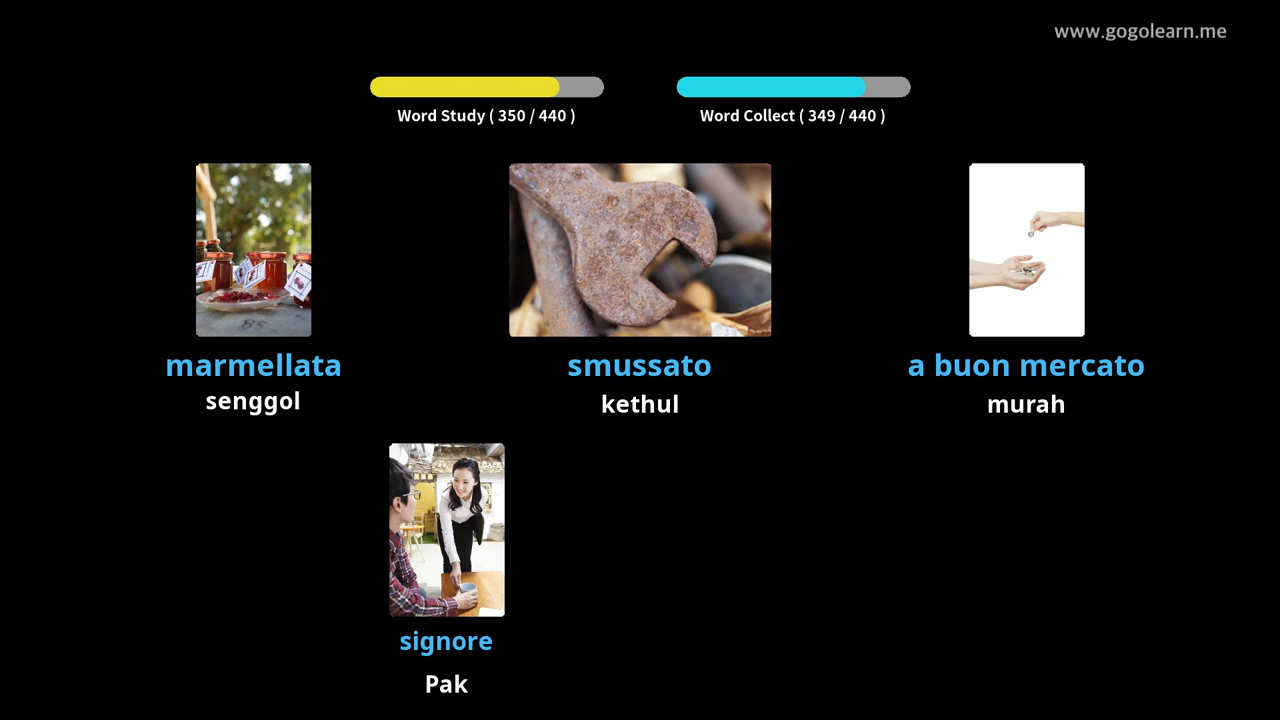 www.gogolearn.me
Word Study ( 350 / 440 )
Word Collect ( 349 / 440 )
marmellata
senggol
smussato
kethul
a buon mercato
murah
signore
Pak